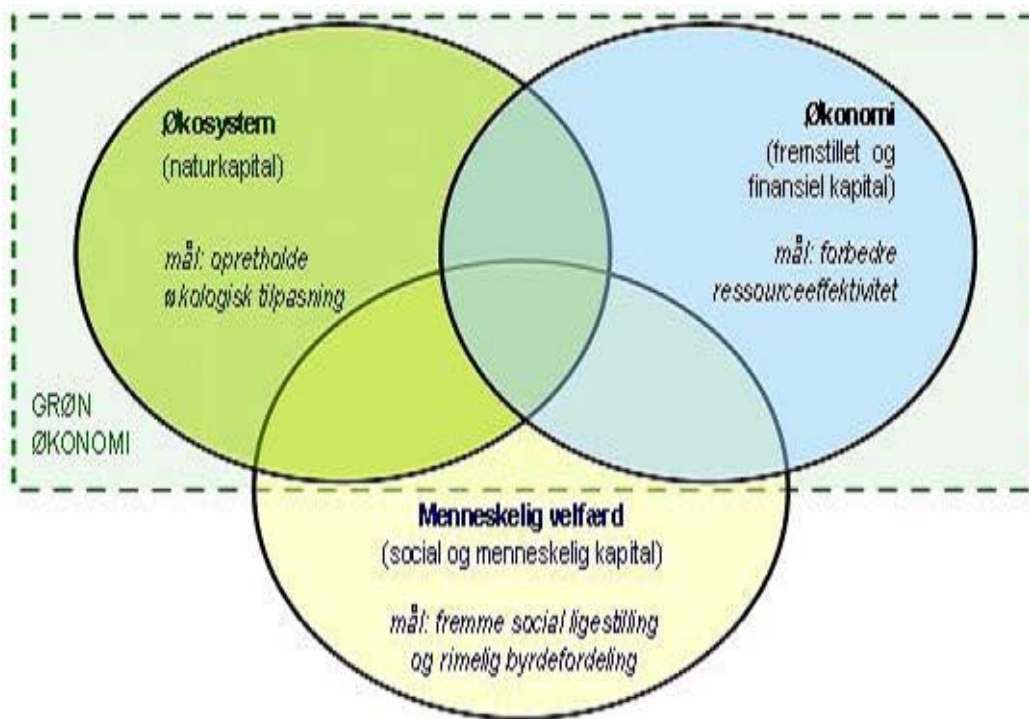 Økosystem
(naturkapital)
mål: opretholde
økologisk tilpasning
Økonomi
(fremstillet og
finansiel kapital)
mål: forbedre
ressourceeffektivitet
GRØN
ØKONOMI
Menneskelig velfærd
(social og menneskelig kapital)
mål: fremme social ligestilling
og rimelig byrdefordeling